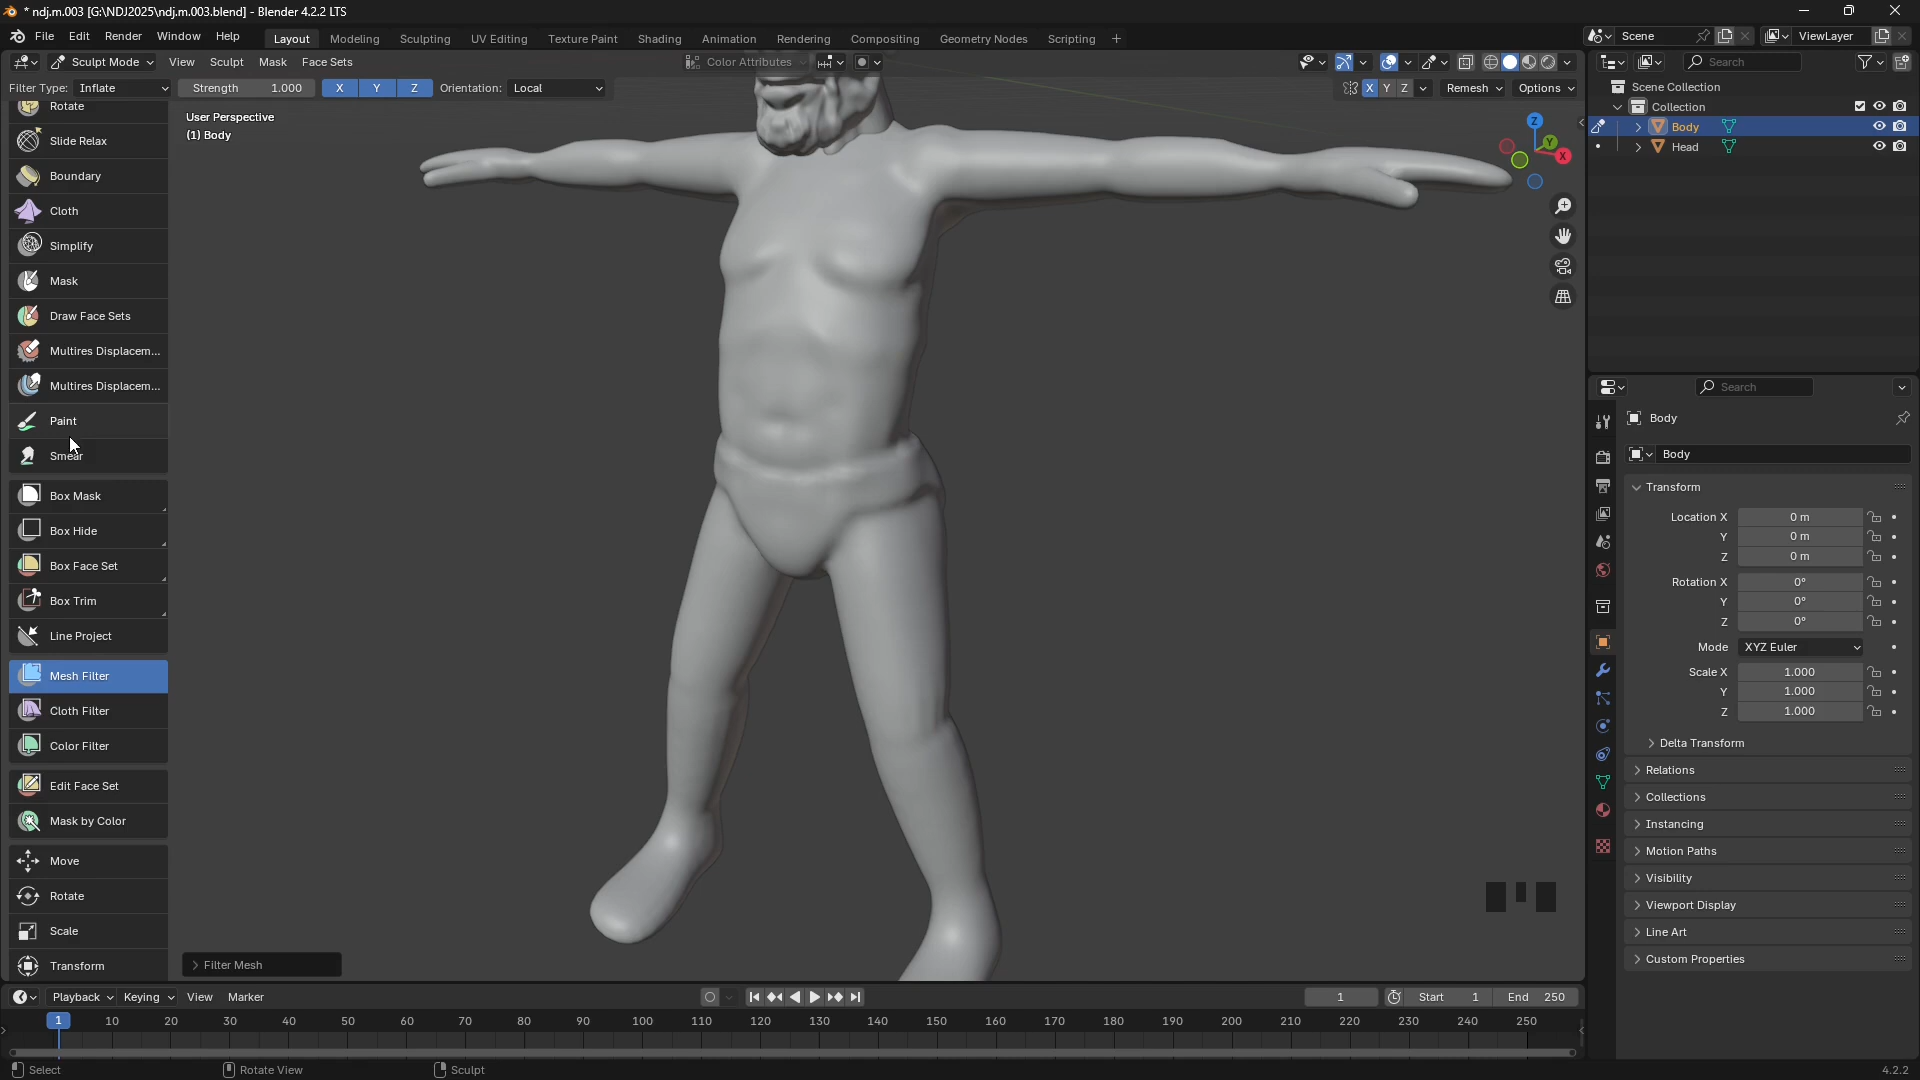 * ndj.m.003 [G:\NDJ2025\ndj.m.003.blend] - Blender 4.2.2 LTS
File Edit Render Window Help Layout Modeling Sculpting UV Editing Texture Paint Shading Animation Rendering Compositing Geometry Nodes Scripting + Scene ViewLayer
Sculpt Mode View Sculpt Mask Face Sets Color Attributes Search
Filter Type: Inflate Strength 1.000 X Y Z Orientation: Local X Y Z Remesh Options
Scene Collection
Collection
Body
Head
User Perspective
(1) Body
Z
Y
X
Rotate
Slide Relax
Boundary
Cloth
Simplify
Mask
Draw Face Sets
Multires Displacem...
Multires Displacem...
Paint
Smear
Box Mask
Box Hide
Box Face Set
Box Trim
Line Project
Mesh Filter
Cloth Filter
Color Filter
Edit Face Set
Mask by Color
Move
Rotate
Scale
Transform
Filter Mesh
Search
Body
Body
Transform
Location X 0 m
Y 0 m
Z 0 m
Rotation X 0°
Y 0°
Z 0°
Mode XYZ Euler
Scale X 1.000
Y 1.000
Z 1.000
Delta Transform
Relations
Collections
Instancing
Motion Paths
Visibility
Viewport Display
Line Art
Custom Properties
Playback Keying View Marker 1 Start 1 End 250
1 10 20 30 40 50 60 70 80 90 100 110 120 130 140 150 160 170 180 190 200 210 220 230 240 250
Select Rotate View Sculpt 4.2.2